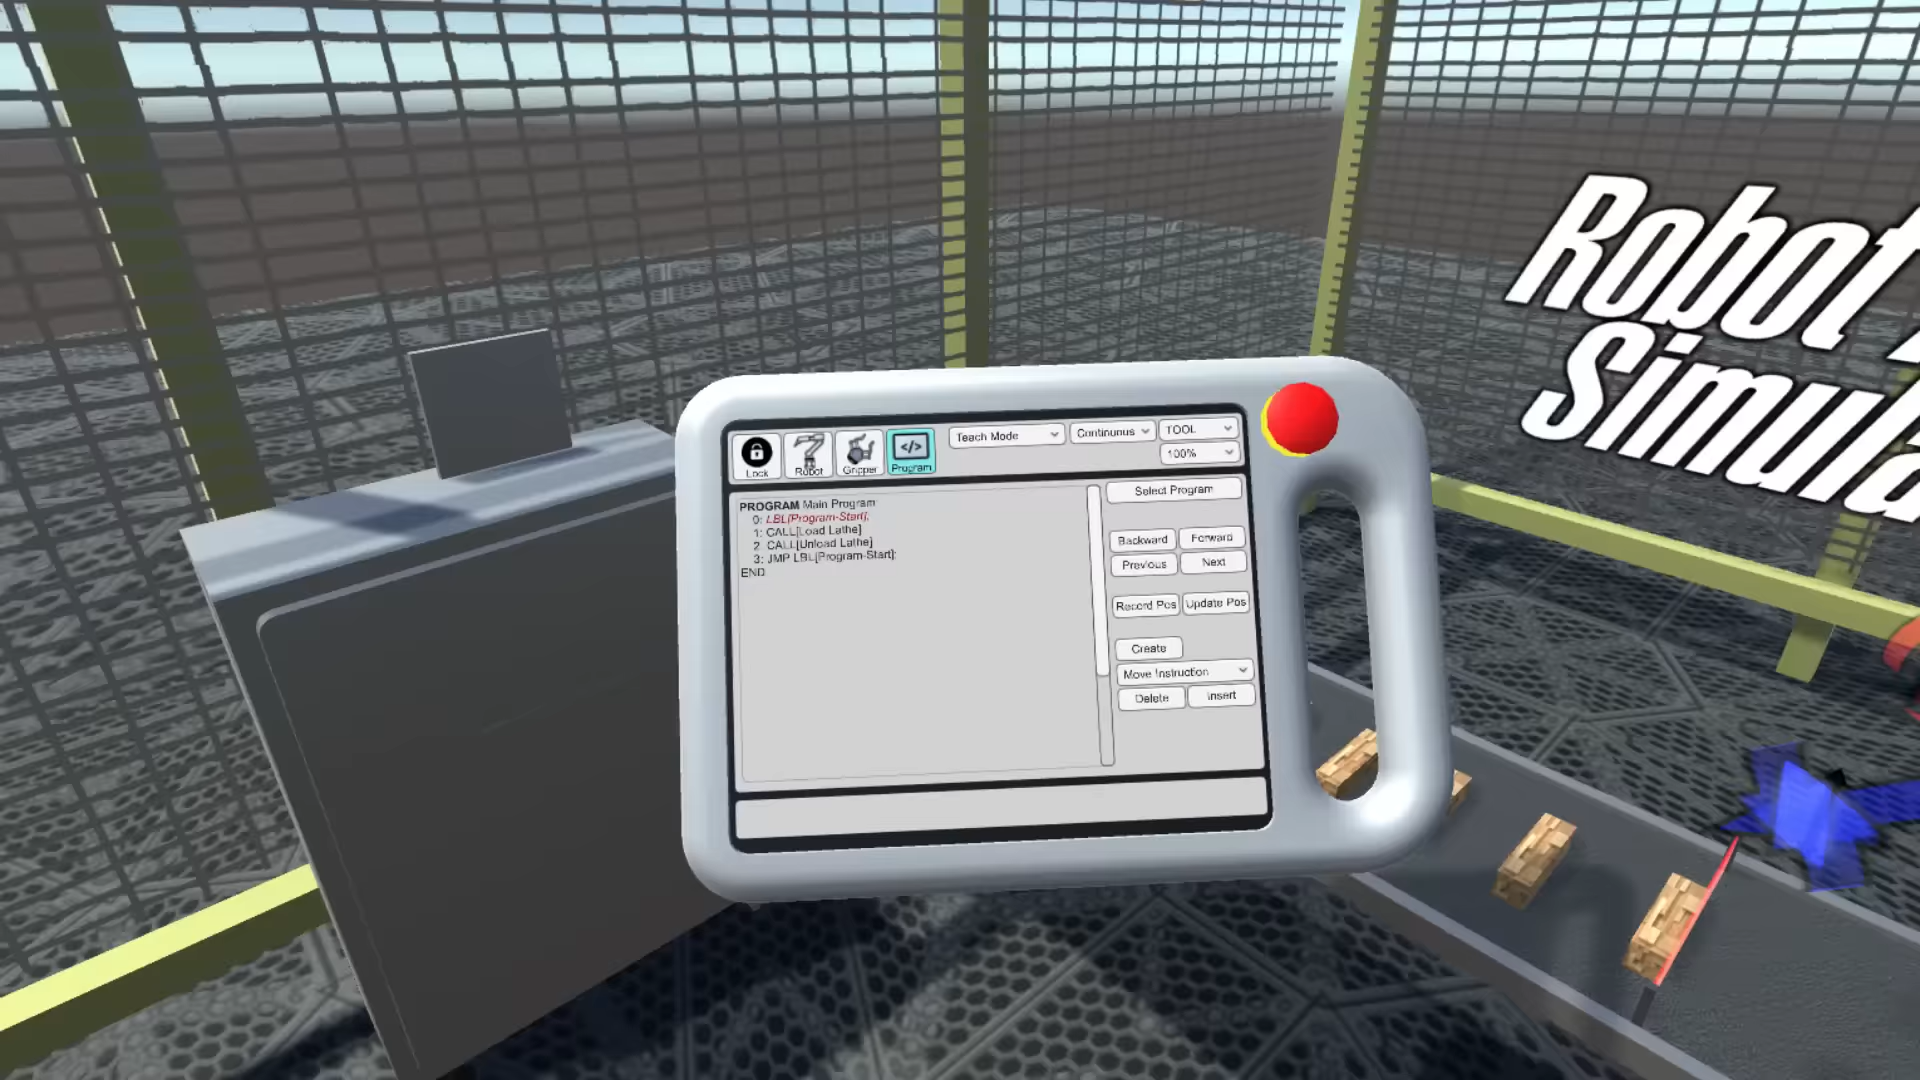 Robot
Simula
Lock
Robot
Gripper
Program
Teach Mode
Continuous
TOOL
100%
PROGRAM Main Program
0: LBL[Program-Start];
1: CALL[Load Lathe]
2: CALL[Unload Lathe]
3: JMP LBL[Program-Start];
END
Select Program
Backward
Forward
Previous
Next
Record Pos
Update Pos
Create
Move Instruction
Delete
Insert